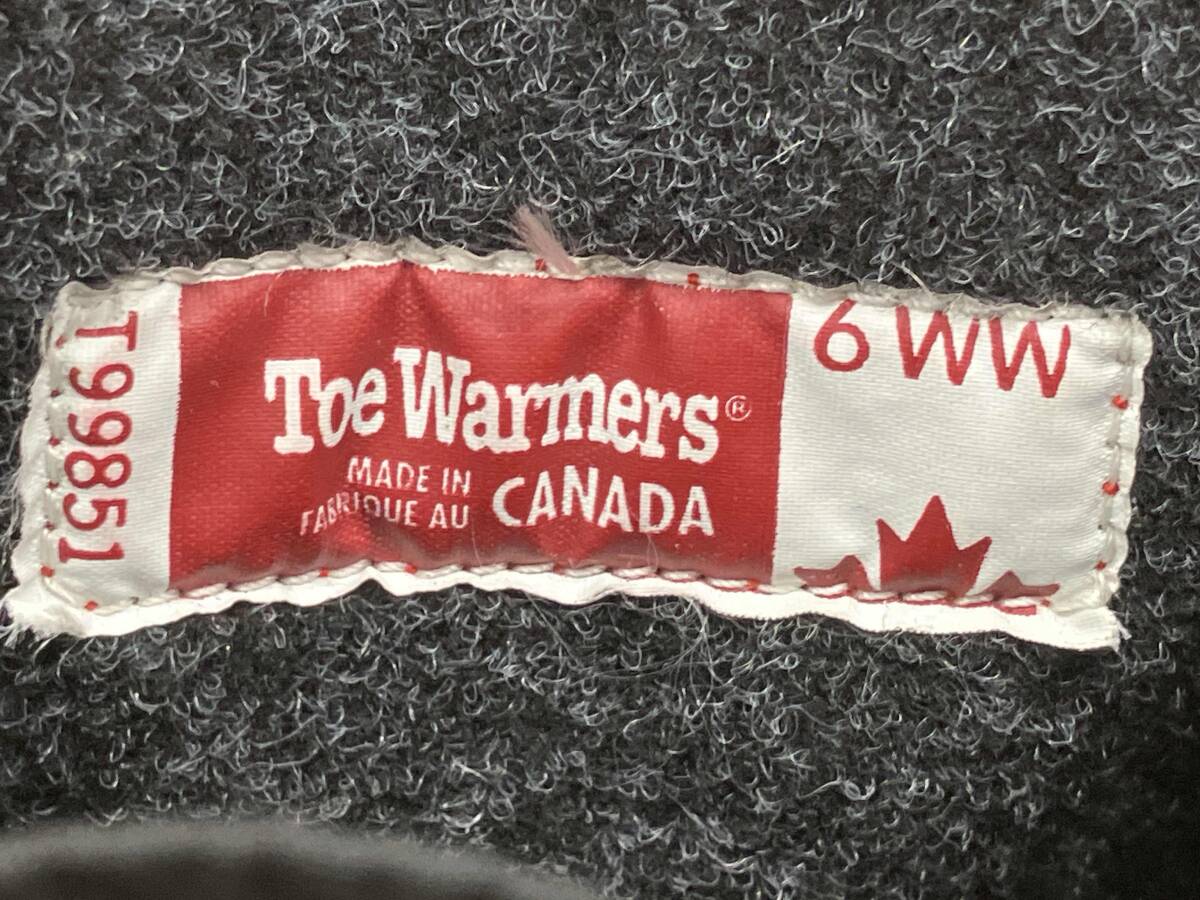 T99851
Toe Warmers®
MADE IN
FABRIQUE AU
CANADA
6 WW